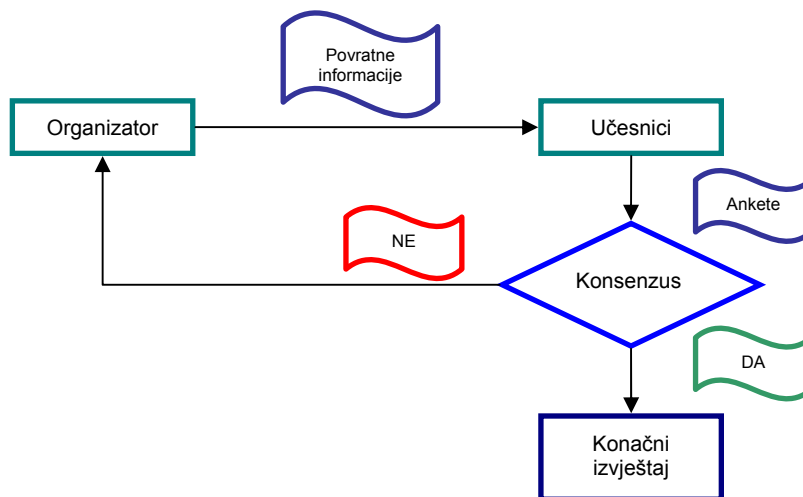 Povratne
informacije
Organizator
Učesnici
Ankete
NE
Konsenzus
DA
Konačni
izvještaj